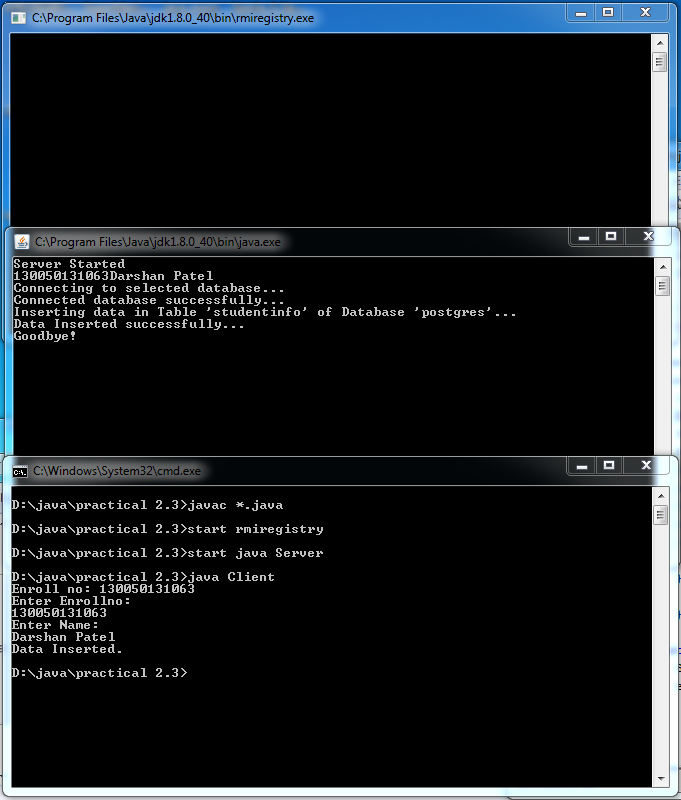 C:\Program Files\Java\jdk1.8.0_40\bin\rmiregistry.exe
C:\Program Files\Java\jdk1.8.0_40\bin\java.exe
Server Started
130050131063Darshan Patel
Connecting to selected database...
Connected database successfully...
Inserting data in Table 'studentinfo' of Database 'postgres'...
Data Inserted successfully...
Goodbye!
C:\Windows\System32\cmd.exe
D:\java\practical 2.3>javac *.java
D:\java\practical 2.3>start rmiregistry
D:\java\practical 2.3>start java Server
D:\java\practical 2.3>java Client
Enroll no: 130050131063
Enter Enrollno:
130050131063
Enter Name:
Darshan Patel
Data Inserted.
D:\java\practical 2.3>